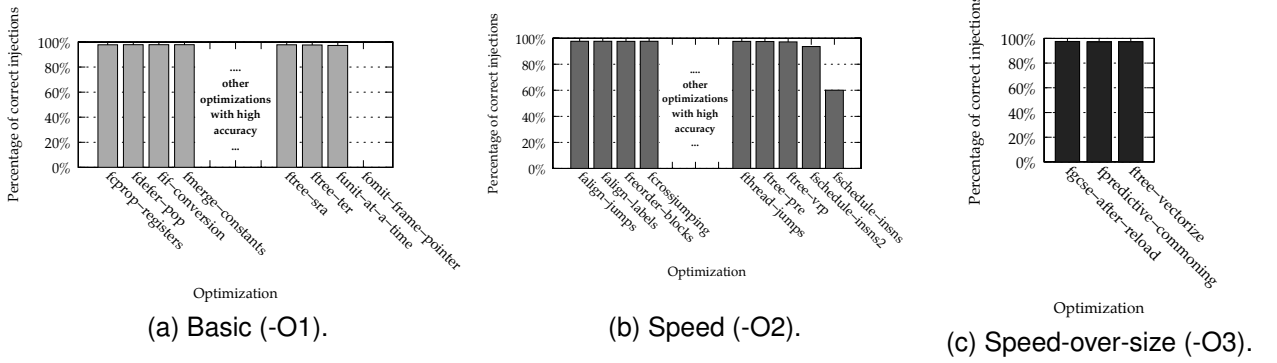 Percentage of correct injections
100%
80%
60%
40%
20%
0%
....
other
optimizations
with high
accuracy
...
fcprop−registers
fdefer−pop
fif−conversion
fmerge−constants
ftree−sra
ftree−ter
funit−at−a−time
fomit−frame−pointer
Optimization
(a) Basic (-O1).
Percentage of correct injections
100%
80%
60%
40%
20%
0%
....
other
optimizations
with high
accuracy
...
falign−jumps
falign−labels
freorder−blocks
fcrossjumping
fthread−jumps
ftree−pre
ftree−vrp
fschedule−insns2
fschedule−insns
Optimization
(b) Speed (-O2).
Percentage of correct injections
100%
80%
60%
40%
20%
0%
fgcse−after−reload
fpredictive−commoning
ftree−vectorize
Optimization
(c) Speed-over-size (-O3).